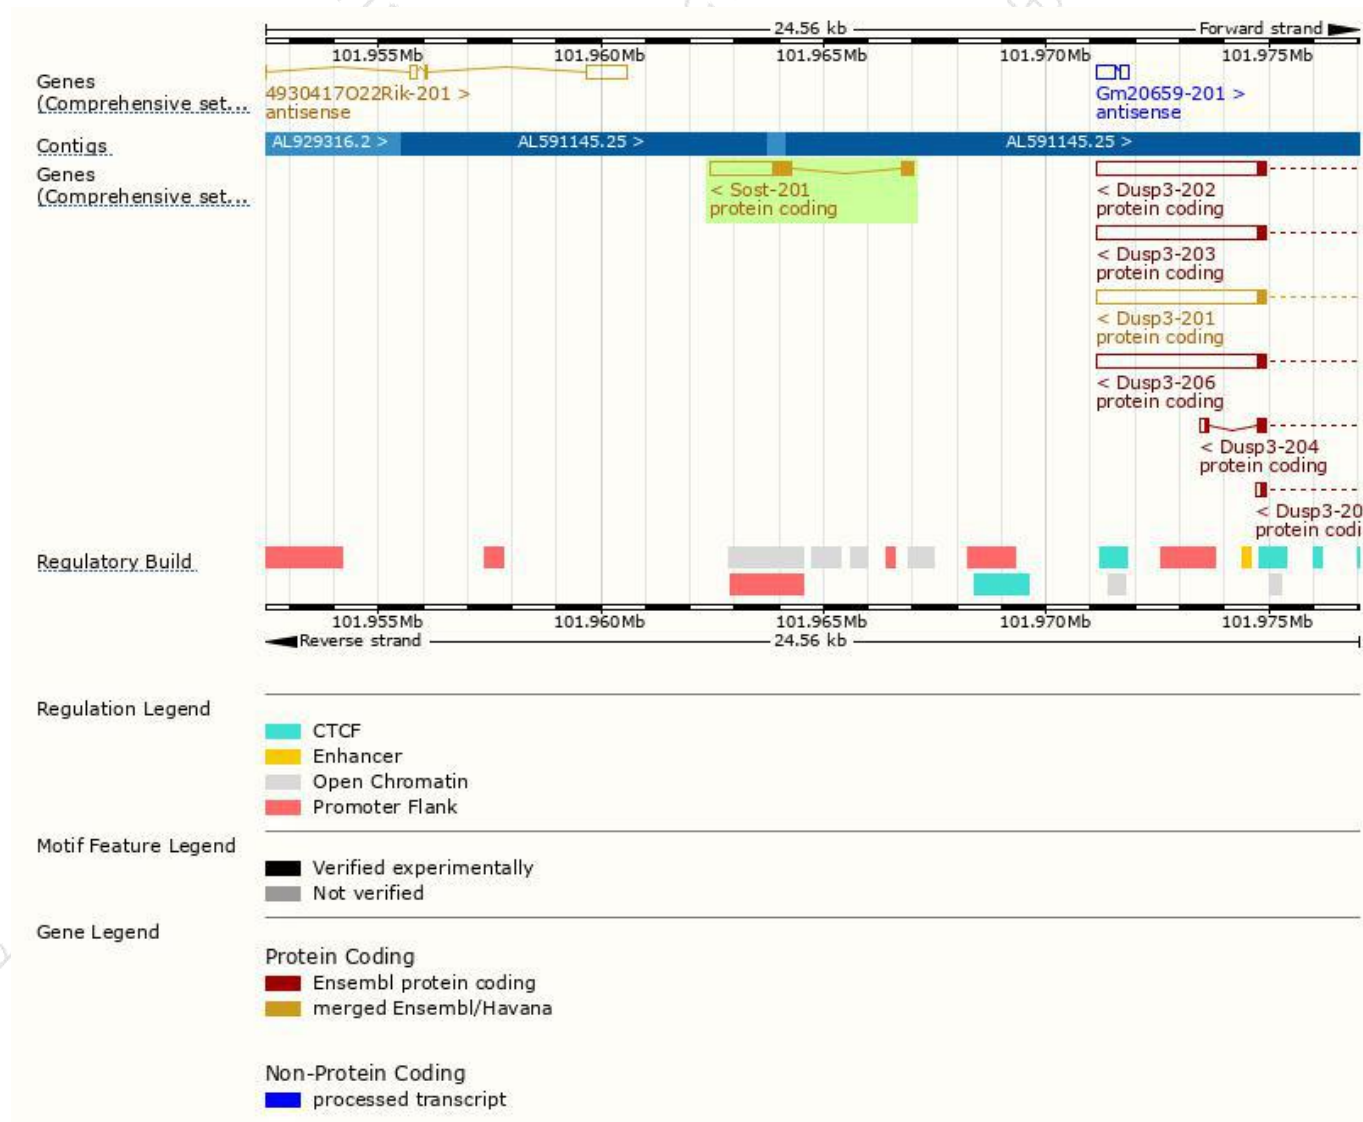 24.56 kb
Forward strand
101.955Mb 101.960Mb 101.965Mb 101.970Mb 101.975Mb
Genes
(Comprehensive set...
4930417O22Rik-201 >
antisense
Gm20659-201 >
antisense
Contigs
AL929316.2 > AL591145.25 > AL591145.25 >
Genes
(Comprehensive set...
< Sost-201
protein coding
< Dusp3-202
protein coding
< Dusp3-203
protein coding
< Dusp3-201
protein coding
< Dusp3-206
protein coding
< Dusp3-204
protein coding
< Dusp3-20
protein codi
Regulatory Build
101.955Mb 101.960Mb 101.965Mb 101.970Mb 101.975Mb
Reverse strand
24.56 kb
Regulation Legend
CTCF
Enhancer
Open Chromatin
Promoter Flank
Motif Feature Legend
Verified experimentally
Not verified
Gene Legend
Protein Coding
Ensembl protein coding
merged Ensembl/Havana
Non-Protein Coding
processed transcript